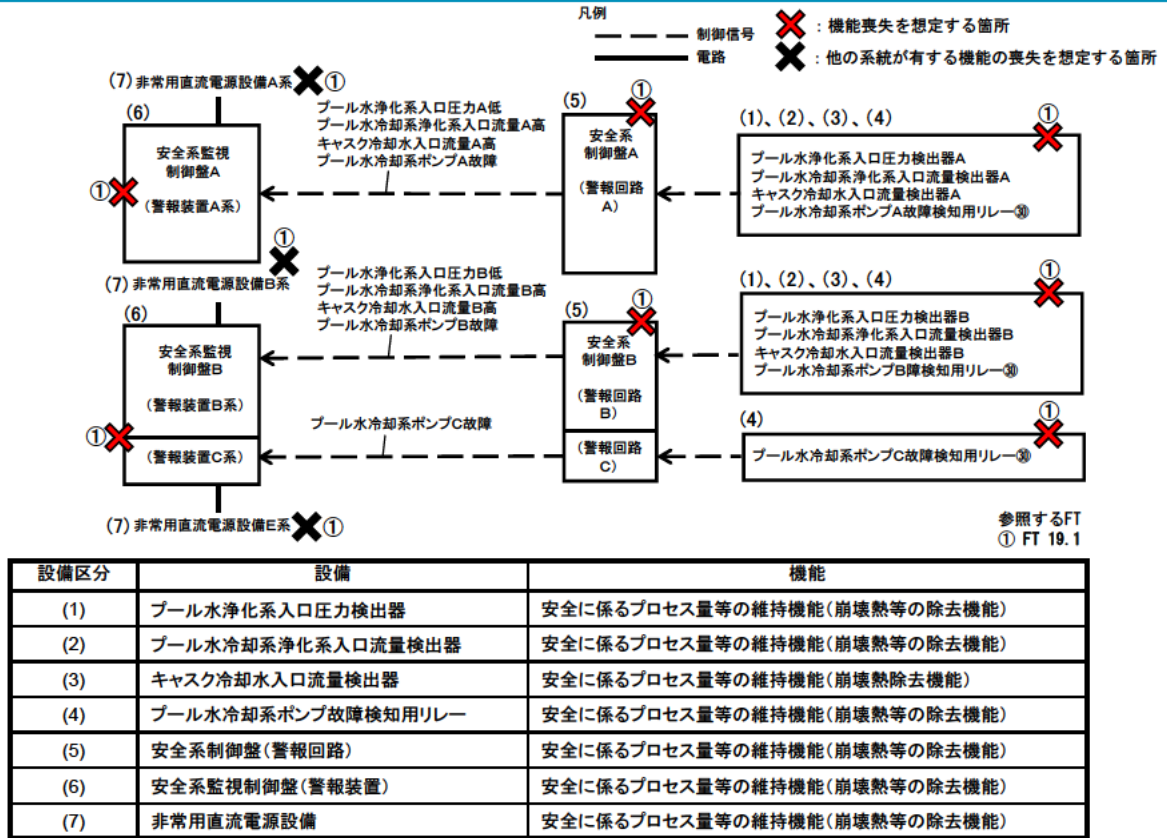 凡例
制御信号
電路
：機能喪失を想定する箇所
：他の系統が有する機能の喪失を想定する箇所
(7) 非常用直流電源設備A系 ①
(6)
安全系監視
制御盤A
(警報装置A系)
①
プール水浄化系入口圧力A低
プール水冷却系浄化系入口流量A高
キャスク冷却水入口流量A高
プール水冷却系ポンプA故障
(5)
①
安全系
制御盤A
(警報回路
A)
(1)、(2)、(3)、(4)
①
プール水浄化系入口圧力検出器A
プール水冷却系浄化系入口流量検出器A
キャスク冷却水入口流量検出器A
プール水冷却系ポンプA故障検知用リレー㉚
①
(7) 非常用直流電源設備B系
(6)
安全系監視
制御盤B
(警報装置B系)
①
(警報装置C系)
プール水浄化系入口圧力B低
プール水冷却系浄化系入口流量B高
キャスク冷却水入口流量B高
プール水冷却系ポンプB故障
プール水冷却系ポンプC故障
(5)
①
安全系
制御盤B
(警報回路
B)
(警報回路
C)
(1)、(2)、(3)、(4)
①
プール水浄化系入口圧力検出器B
プール水冷却系浄化系入口流量検出器B
キャスク冷却水入口流量検出器B
プール水冷却系ポンプB障検知用リレー㉚
(4)
①
プール水冷却系ポンプC故障検知用リレー㉚
(7) 非常用直流電源設備E系 ①
参照するFT
① FT 19.1
設備区分 設備 機能
(1) プール水浄化系入口圧力検出器 安全に係るプロセス量等の維持機能(崩壊熱等の除去機能)
(2) プール水冷却系浄化系入口流量検出器 安全に係るプロセス量等の維持機能(崩壊熱等の除去機能)
(3) キャスク冷却水入口流量検出器 安全に係るプロセス量等の維持機能(崩壊熱除去機能)
(4) プール水冷却系ポンプ故障検知用リレー 安全に係るプロセス量等の維持機能(崩壊熱等の除去機能)
(5) 安全系制御盤(警報回路) 安全に係るプロセス量等の維持機能(崩壊熱等の除去機能)
(6) 安全系監視制御盤(警報装置) 安全に係るプロセス量等の維持機能(崩壊熱等の除去機能)
(7) 非常用直流電源設備 安全に係るプロセス量等の維持機能(崩壊熱等の除去機能)